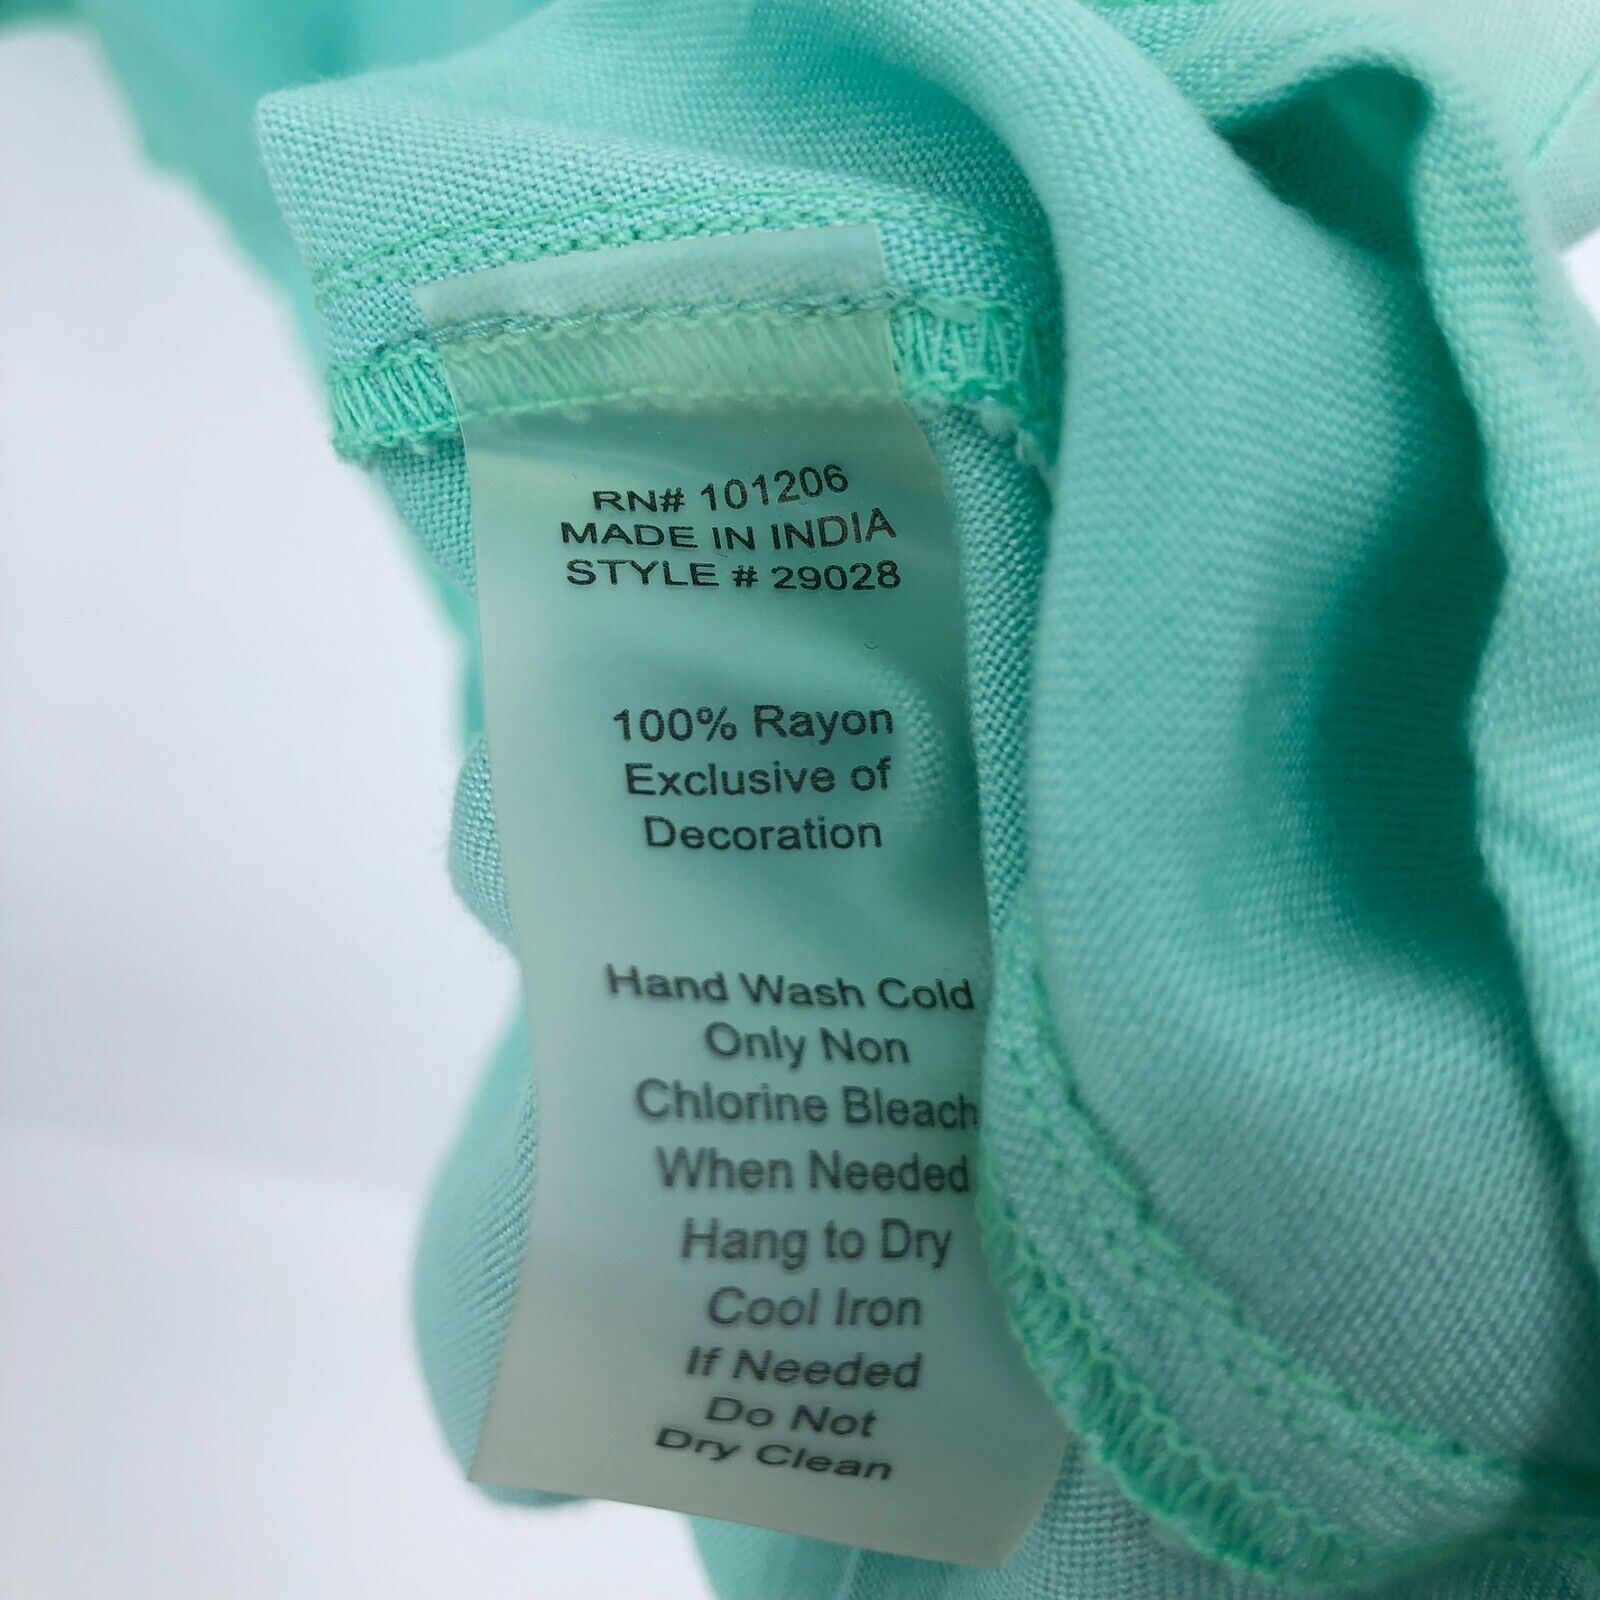 RN# 101206
MADE IN INDIA
STYLE # 29028
100% Rayon
Exclusive of
Decoration
Hand Wash Cold
Only Non
Chlorine Bleach
When Needed
Hang to Dry
Cool Iron
If Needed
Do Not
Dry Clean